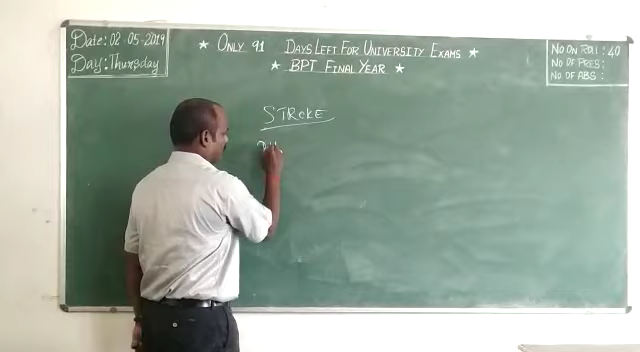 Date: 02-05-2019
Day: Thursday
★ ONLY 91 DAYS LEFT FOR UNIVERSITY EXAMS ★
★ BPT FINAL YEAR ★
NO ON ROLL: 40
NO OF PRES:
NO OF ABS:
STROKE